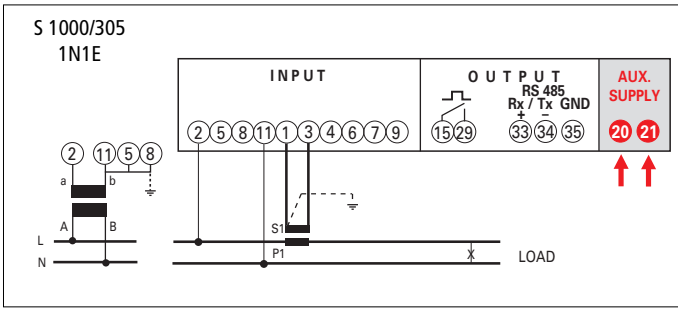 S 1000/305
1N1E
INPUT
OUTPUT
RS 485
Rx / Tx GND
+ −
AUX.
SUPPLY
2 5 8 11 1 3 4 6 7 9
15 29
33 34 35
20 21
2 11 5 8
a b
A B
L
N
S1
P1
X
LOAD